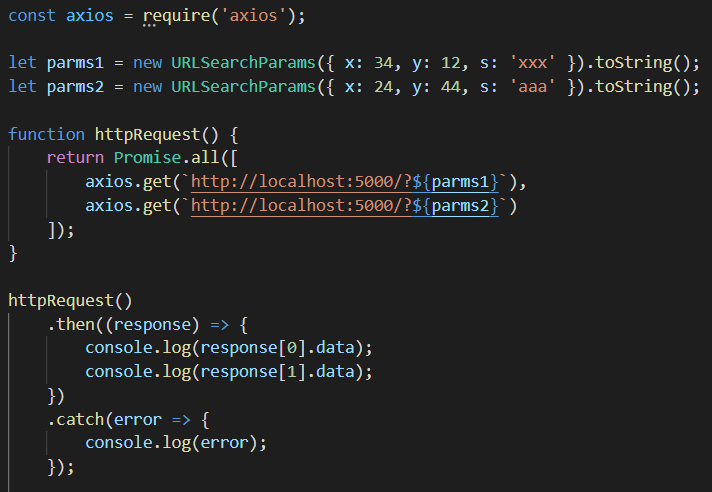 const axios = require('axios');
let parms1 = new URLSearchParams({ x: 34, y: 12, s: 'xxx' }).toString();
let parms2 = new URLSearchParams({ x: 24, y: 44, s: 'aaa' }).toString();
function httpRequest() {
    return Promise.all([
        axios.get(`http://localhost:5000/?${parms1}`),
        axios.get(`http://localhost:5000/?${parms2}`)
    ]);
}
httpRequest()
    .then((response) => {
        console.log(response[0].data);
        console.log(response[1].data);
    })
    .catch(error => {
        console.log(error);
    });